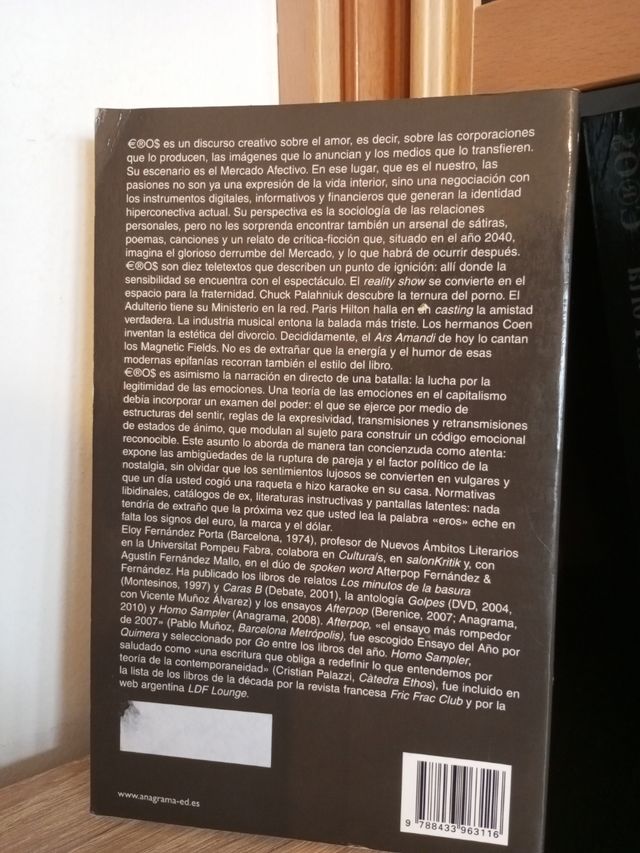 €®O$ es un discurso creativo sobre el amor, es decir, sobre las corporaciones
que lo producen, las imágenes que lo anuncian y los medios que lo transfieren.
Su escenario es el Mercado Afectivo. En ese lugar, que es el nuestro, las
pasiones no son ya una expresión de la vida interior, sino una negociación con
los instrumentos digitales, informativos y financieros que generan la identidad
hiperconectiva actual. Su perspectiva es la sociología de las relaciones
personales, pero no les sorprenda encontrar también un arsenal de sátiras,
poemas, canciones y un relato de crítica-ficción que, situado en el año 2040,
imagina el glorioso derrumbe del Mercado, y lo que habrá de ocurrir después.
€®O$ son diez teletextos que describen un punto de ignición: allí donde la
sensibilidad se encuentra con el espectáculo. El reality show se convierte en el
espacio para la fraternidad. Chuck Palahniuk descubre la ternura del porno. El
Adulterio tiene su Ministerio en la red. Paris Hilton halla en casting la amistad
verdadera. La industria musical entona la balada más triste. Los hermanos Coen
inventan la estética del divorcio. Decididamente, el Ars Amandi de hoy lo cantan
los Magnetic Fields. No es de extrañar que la energía y el humor de esas
modernas epifanías recorran también el estilo del libro.
€®O$ es asimismo la narración en directo de una batalla: la lucha por la
legitimidad de las emociones. Una teoría de las emociones en el capitalismo
debía incorporar un examen del poder: el que se ejerce por medio de
estructuras del sentir, reglas de la expresividad, transmisiones y retransmisiones
de estados de ánimo, que modulan al sujeto para construir un código emocional
reconocible. Este asunto lo aborda de manera tan concienzuda como atenta:
expone las ambigüedades de la ruptura de pareja y el factor político de la
nostalgia, sin olvidar que los sentimientos lujosos se convierten en vulgares y
que un día usted cogió una raqueta e hizo karaoke en su casa. Normativas
libidinales, catálogos de ex, literaturas instructivas y pantallas latentes: nada
tendría de extraño que la próxima vez que usted lea la palabra «eros» eche en
falta los signos del euro, la marca y el dólar.
Eloy Fernández Porta (Barcelona, 1974), profesor de Nuevos Ámbitos Literarios
en la Universitat Pompeu Fabra, colabora en Cultura/s, en salonKritik y, con
Agustín Fernández Mallo, en el dúo de spoken word Afterpop Fernández &
Fernández. Ha publicado los libros de relatos Los minutos de la basura
(Montesinos, 1997) y Caras B (Debate, 2001), la antología Golpes (DVD, 2004,
con Vicente Muñoz Álvarez) y los ensayos Afterpop (Berenice, 2007; Anagrama,
2010) y Homo Sampler (Anagrama, 2008). Afterpop, «el ensayo más rompedor
de 2007» (Pablo Muñoz, Barcelona Metrópolis), fue escogido Ensayo del Año por
Quimera y seleccionado por Go entre los libros del año. Homo Sampler,
saludado como «una escritura que obliga a redefinir lo que entendemos por
teoría de la contemporaneidad» (Cristian Palazzi, Càtedra Ethos), fue incluido en
la lista de los libros de la década por la revista francesa Fric Frac Club y por la
web argentina LDF Lounge.
www.anagrama-ed.es
9 788433 963116